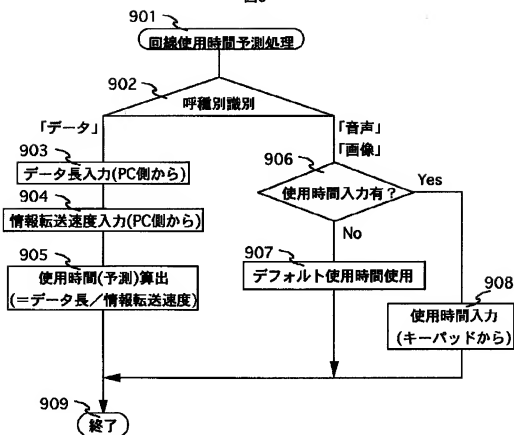 901
回線使用時間予測処理
902
呼種別識別
「データ」
「音声」
「画像」
903
データ長入力(PC側から)
904
情報転送速度入力(PC側から)
905
使用時間(予測)算出
(=データ長/情報転送速度)
906
使用時間入力有?
Yes
No
907
デフォルト使用時間使用
908
使用時間入力
(キーパッドから)
909
終了